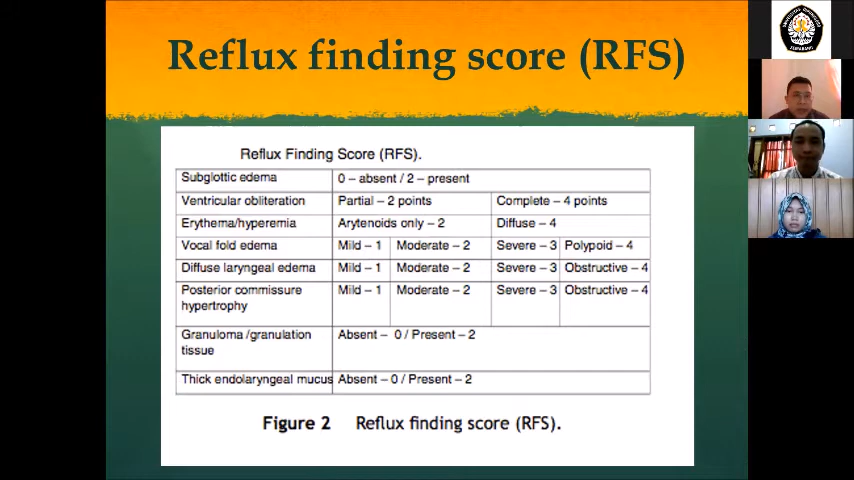 Reflux finding score (RFS)
Reflux Finding Score (RFS).
Subglottic edema 0 – absent / 2 – present
Ventricular obliteration Partial – 2 points Complete – 4 points
Erythema/hyperemia Arytenoids only – 2 Diffuse – 4
Vocal fold edema Mild – 1 Moderate – 2 Severe – 3 Polypoid – 4
Diffuse laryngeal edema Mild – 1 Moderate – 2 Severe – 3 Obstructive – 4
Posterior commissure Mild – 1 Moderate – 2 Severe – 3 Obstructive – 4
hypertrophy
Granuloma /granulation Absent – 0 / Present – 2
tissue
Thick endolaryngeal mucus Absent – 0 / Present – 2
Figure 2 Reflux finding score (RFS).
SEMARANG